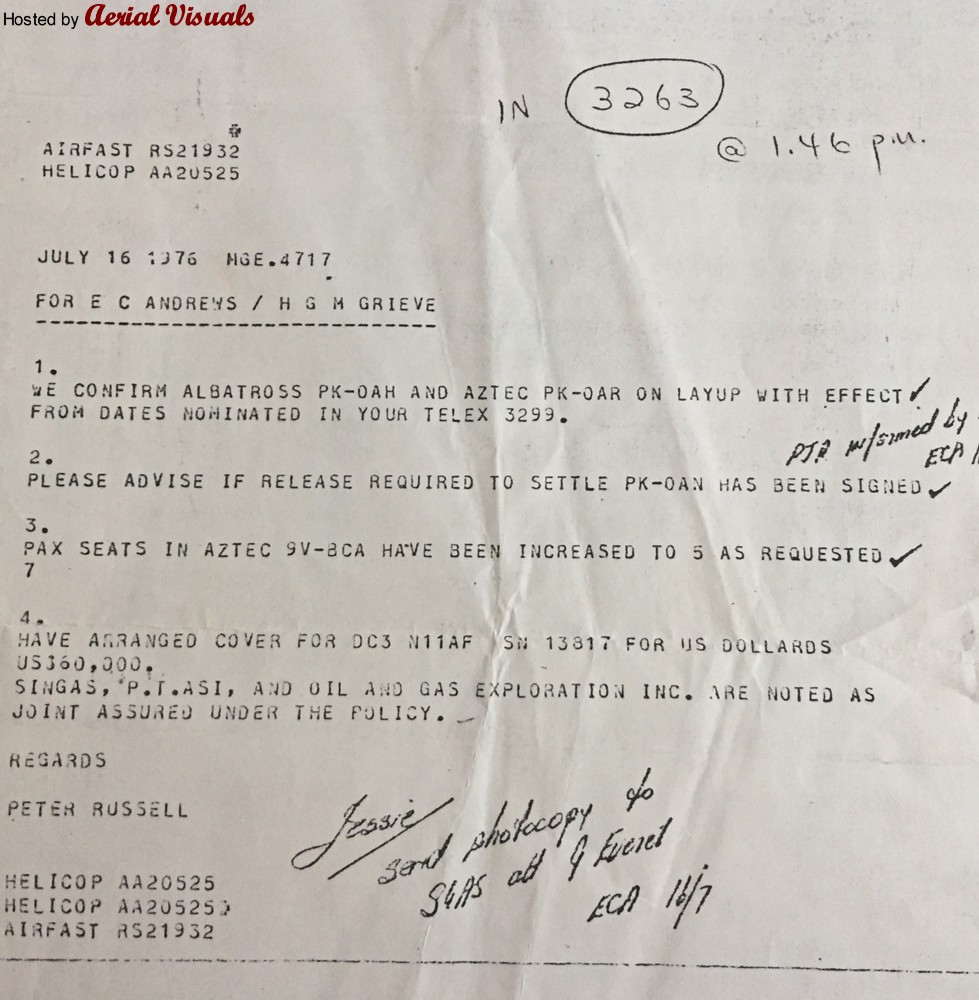 Hosted by Aerial Visuals
IN 3263
@ 1.46 p.m.
AIRFAST RS21932
HELICOP AA20525
JULY 16 1976 MGE.4717
FOR E C ANDREWS / H G M GRIEVE
1.
WE CONFIRM ALBATROSS PK-OAH AND AZTEC PK-OAR ON LAYUP WITH EFFECT ✓
FROM DATES NOMINATED IN YOUR TELEX 3299.
informed by
ECA
2.
PLEASE ADVISE IF RELEASE REQUIRED TO SETTLE PK-OAN HAS BEEN SIGNED ✓
3.
PAX SEATS IN AZTEC 9V-BCA HAVE BEEN INCREASED TO 5 AS REQUESTED ✓
7
4.
HAVE ARRANGED COVER FOR DC3 N11AF SN 13817 FOR US DOLLARDS
US$60,000.
SINGAS, P.T.ASI, AND OIL AND GAS EXPLORATION INC. ARE NOTED AS
JOINT ASSURED UNDER THE POLICY.
REGARDS
PETER RUSSELL
Jessie
send photocopy to
SGAS att G Everet
ECA 16/7
HELICOP AA20525
HELICOP AA20525
AIRFAST RS21932